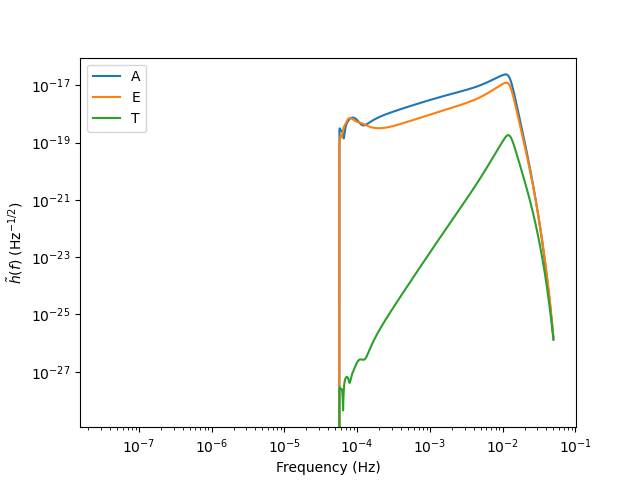 A
E
T
10⁻¹⁷
10⁻¹⁹
10⁻²¹
10⁻²³
10⁻²⁵
10⁻²⁷
h̃(f) (Hz⁻¹/²)
10⁻⁷
10⁻⁶
10⁻⁵
10⁻⁴
10⁻³
10⁻²
10⁻¹
Frequency (Hz)